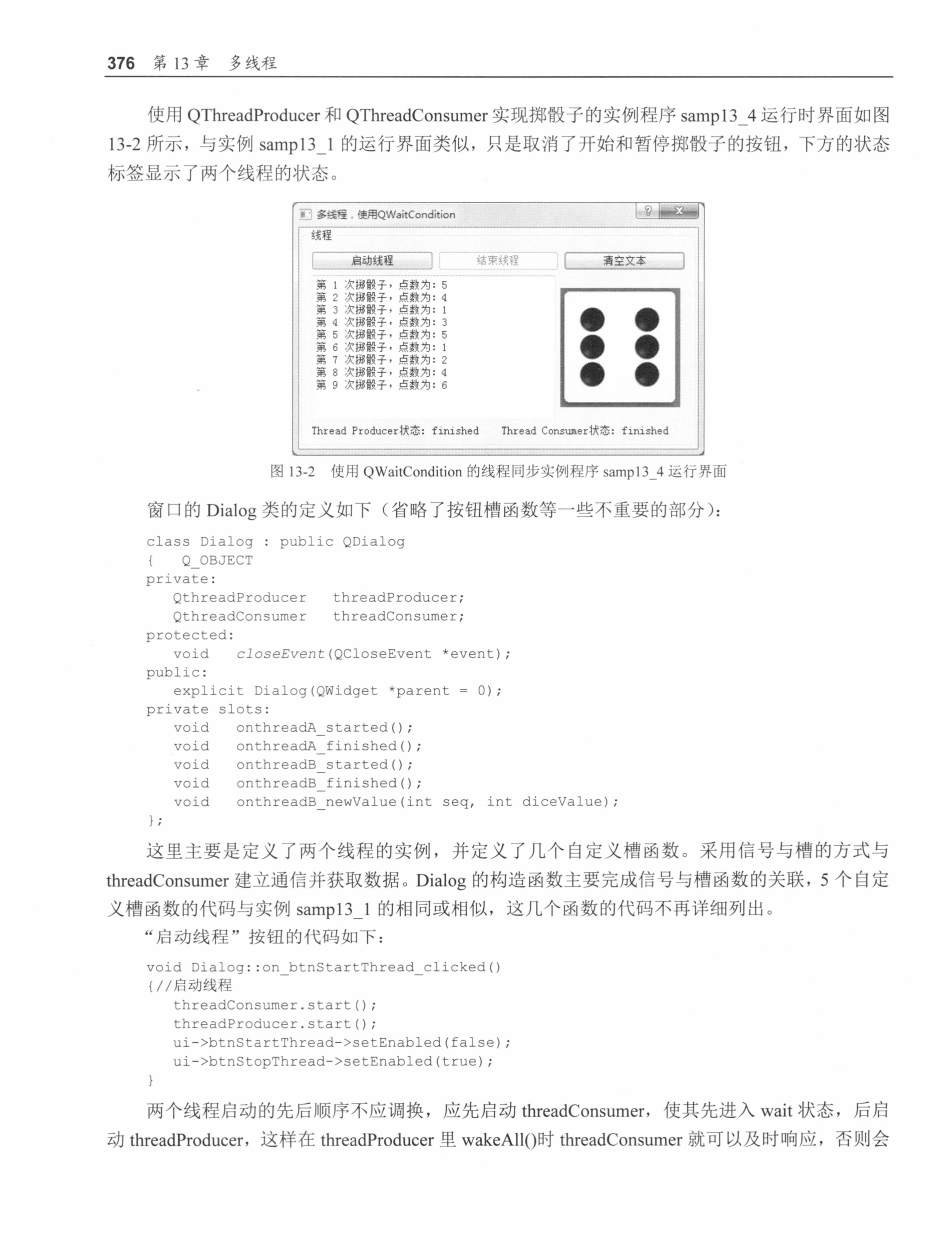 376 第 13 章 多线程
使用 QThreadProducer 和 QThreadConsumer 实现掷骰子的实例程序 samp13_4 运行时界面如图
13-2 所示，与实例 samp13_1 的运行界面类似，只是取消了开始和暂停掷骰子的按钮，下方的状态
标签显示了两个线程的状态。
多线程，使用QWaitCondition
线程
启动线程 结束线程 清空文本
第 1 次掷骰子，点数为：5
第 2 次掷骰子，点数为：4
第 3 次掷骰子，点数为：1
第 4 次掷骰子，点数为：3
第 5 次掷骰子，点数为：5
第 6 次掷骰子，点数为：1
第 7 次掷骰子，点数为：2
第 8 次掷骰子，点数为：4
第 9 次掷骰子，点数为：6
Thread Producer状态：finished Thread Consumer状态：finished
图 13-2 使用 QWaitCondition 的线程同步实例程序 samp13_4 运行界面
窗口的 Dialog 类的定义如下（省略了按钮槽函数等一些不重要的部分）：
class Dialog : public QDialog
{ Q_OBJECT
private:
QthreadProducer threadProducer;
QthreadConsumer threadConsumer;
protected:
void closeEvent(QCloseEvent *event);
public:
explicit Dialog(QWidget *parent = 0);
private slots:
void onthreadA_started();
void onthreadA_finished();
void onthreadB_started();
void onthreadB_finished();
void onthreadB_newValue(int seq, int diceValue);
};
这里主要是定义了两个线程的实例，并定义了几个自定义槽函数。采用信号与槽的方式与
threadConsumer 建立通信并获取数据。Dialog 的构造函数主要完成信号与槽函数的关联，5 个自定
义槽函数的代码与实例 samp13_1 的相同或相似，这几个函数的代码不再详细列出。
“启动线程”按钮的代码如下：
void Dialog::on_btnStartThread_clicked()
{//启动线程
threadConsumer.start();
threadProducer.start();
ui->btnStartThread->setEnabled(false);
ui->btnStopThread->setEnabled(true);
}
两个线程启动的先后顺序不应调换，应先启动 threadConsumer，使其先进入 wait 状态，后启
动 threadProducer，这样在 threadProducer 里 wakeAll()时 threadConsumer 就可以及时响应，否则会